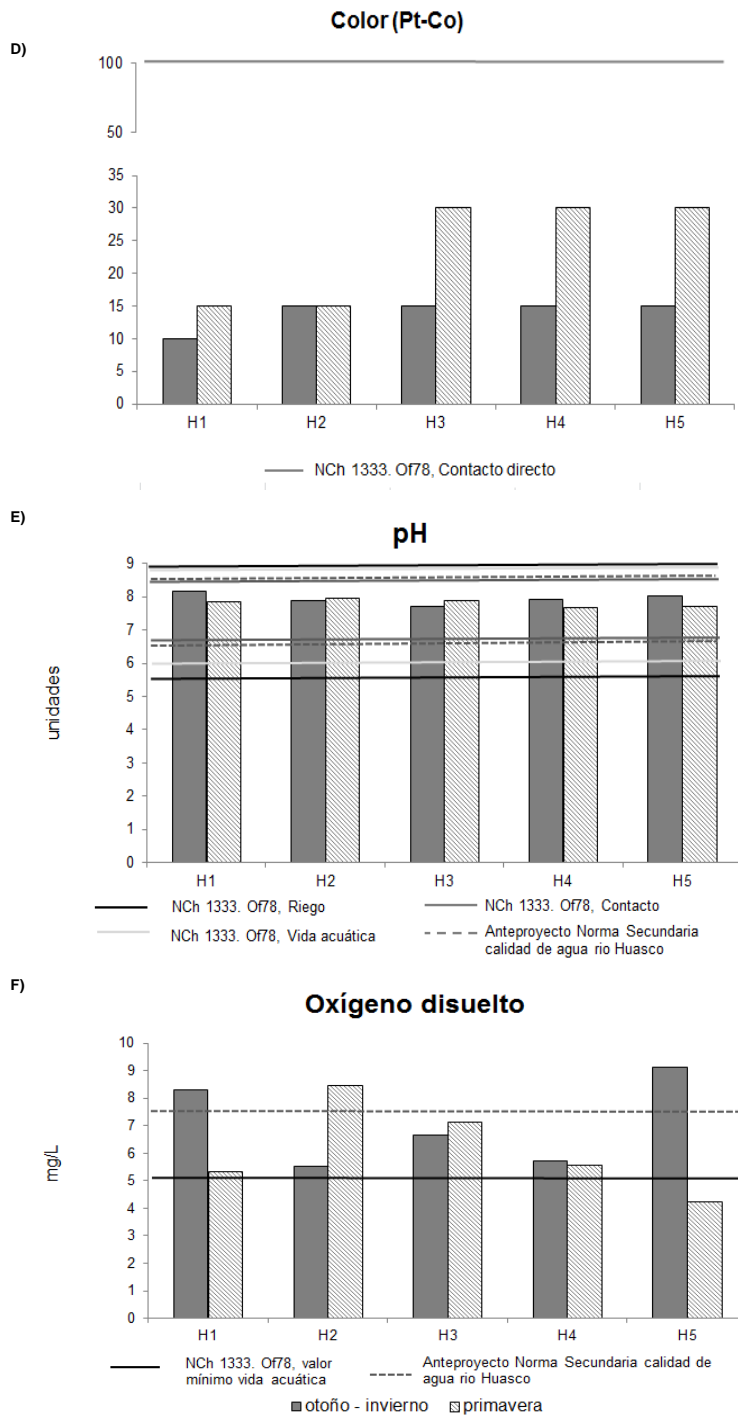 Color (Pt-Co)
D)
100
50
35
30
25
20
15
10
5
0
H1 H2 H3 H4 H5
NCh 1333. Of78, Contacto directo
E)
pH
9
8
7
6
5
4
3
2
1
0
unidades
H1 H2 H3 H4 H5
NCh 1333. Of78, Riego
NCh 1333. Of78, Contacto
NCh 1333. Of78, Vida acuática
Anteproyecto Norma Secundaria
calidad de agua rio Huasco
F)
Oxígeno disuelto
10
9
8
7
6
5
4
3
2
1
0
mg/L
H1 H2 H3 H4 H5
NCh 1333. Of78, valor
mínimo vida acuática
Anteproyecto Norma Secundaria calidad de
agua rio Huasco
otoño - invierno primavera